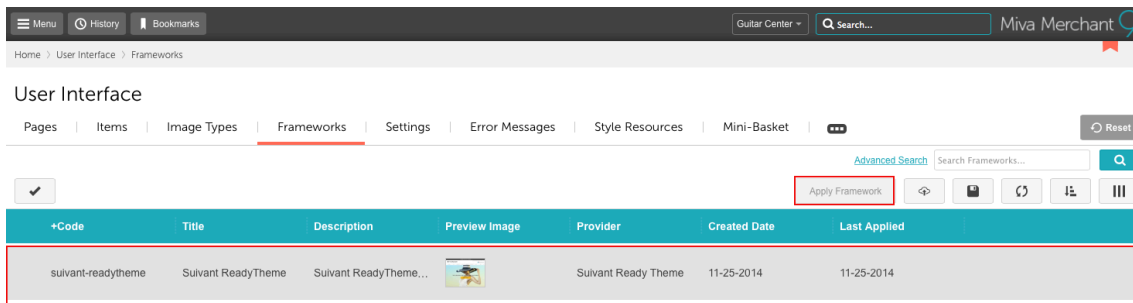 Menu History Bookmarks Guitar Center Search... Miva Merchant 9
Home > User Interface > Frameworks
User Interface
Pages Items Image Types Frameworks Settings Error Messages Style Resources Mini-Basket Reset
Advanced Search Search Frameworks...
Apply Framework
+Code Title Description Preview Image Provider Created Date Last Applied
suivant-readytheme Suivant ReadyTheme Suivant ReadyTheme... Suivant Ready Theme 11-25-2014 11-25-2014